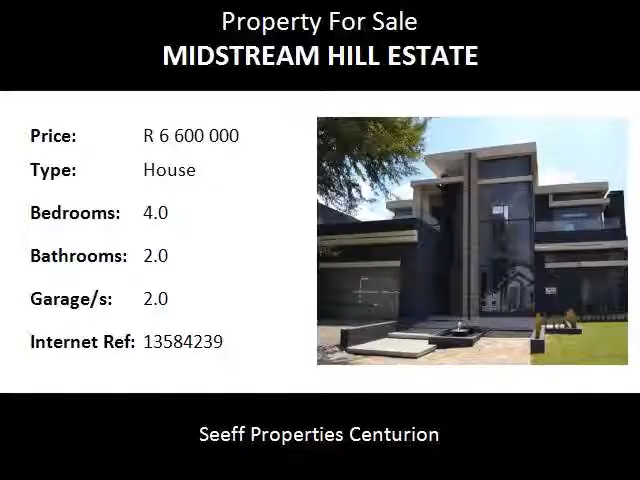 Property For Sale
MIDSTREAM HILL ESTATE
Price: R 6 600 000
Type: House
Bedrooms: 4.0
Bathrooms: 2.0
Garage/s: 2.0
Internet Ref: 13584239
Seeff Properties Centurion